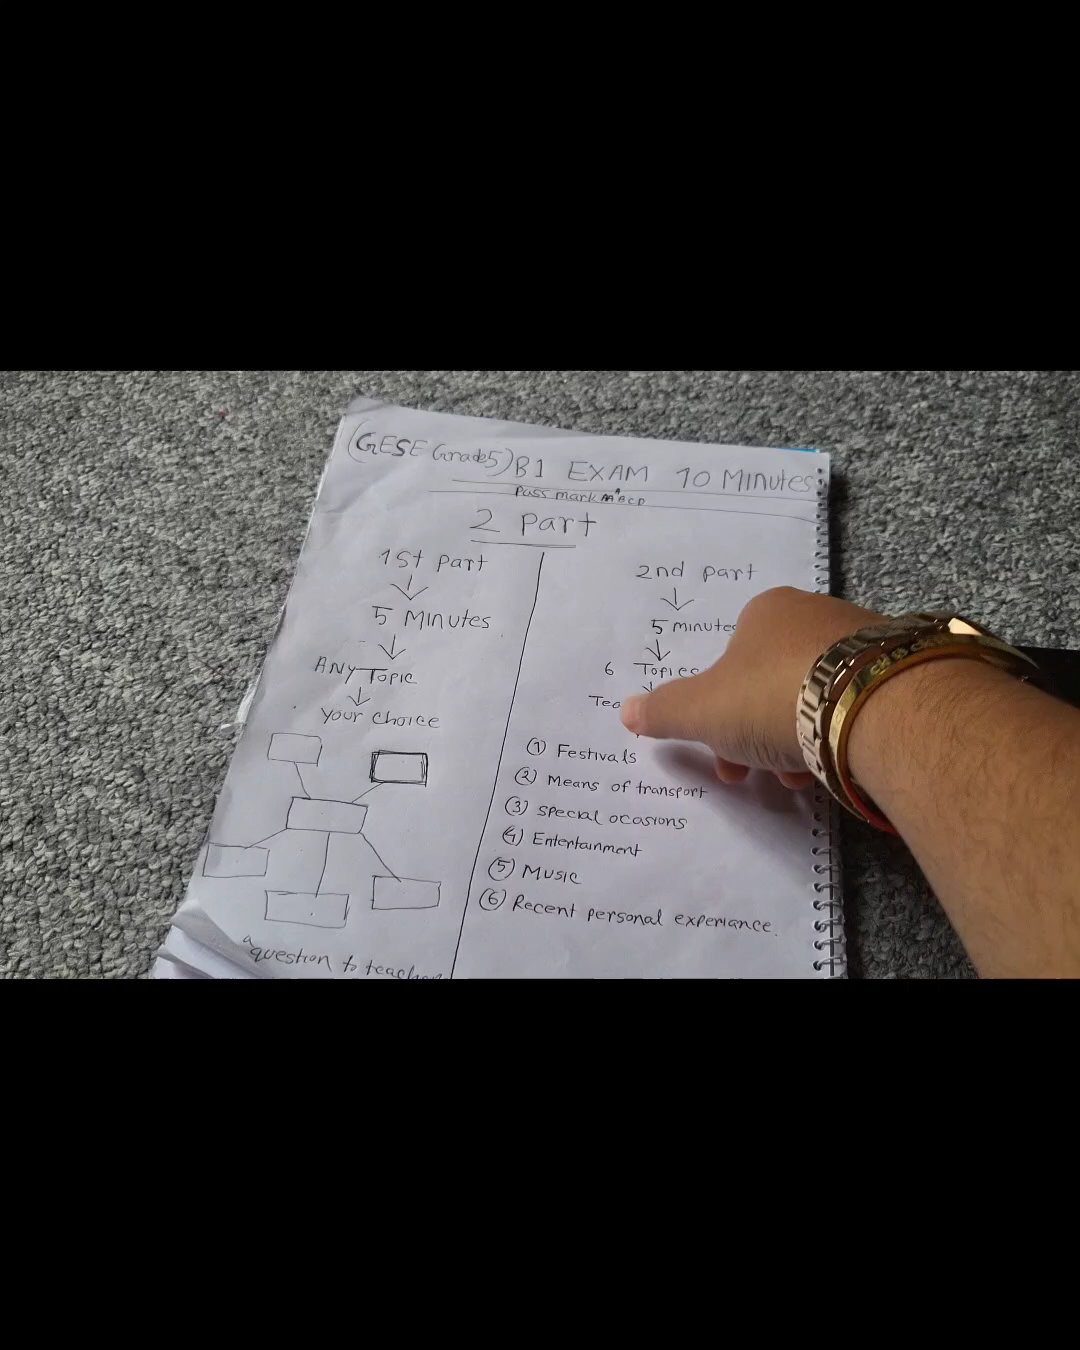 (GESE Grade5) B1 EXAM 10 Minutes
Pass mark A B C D
2 Part
1st part
5 Minutes
ANY Topic
Your choice
a question to teacher
2nd part
5 minutes
6 Topics
① Festivals
② Means of transport
③ special ocasions
④ Entertainment
⑤ Music
⑥ Recent personal experiance.